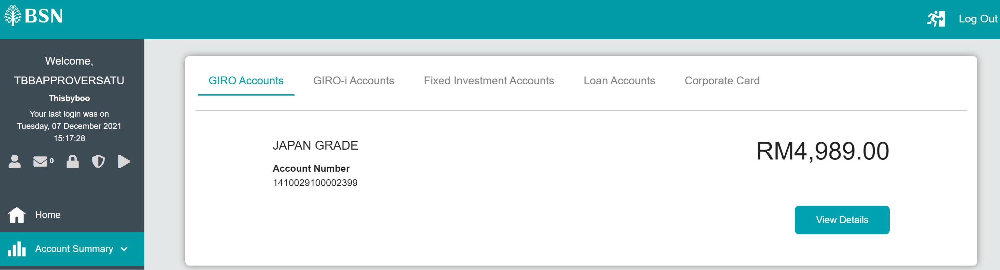 BSN
Log Out
Welcome,
TBBAPPROVERSATU
Thisbyboo
Your last login was on
Tuesday, 07 December 2021
15:17:28
0
Home
Account Summary
GIRO Accounts
GIRO-i Accounts
Fixed Investment Accounts
Loan Accounts
Corporate Card
JAPAN GRADE
RM4,989.00
Account Number
1410029100002399
View Details